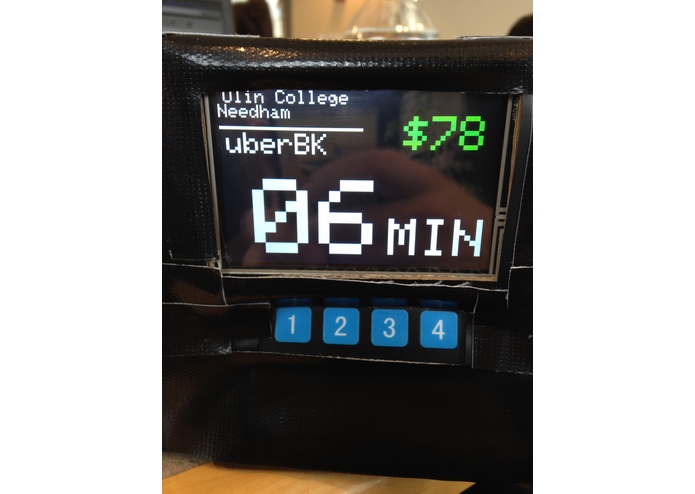 Olin College
Needham
uberBK
$78
06 MIN
1 2 3 4